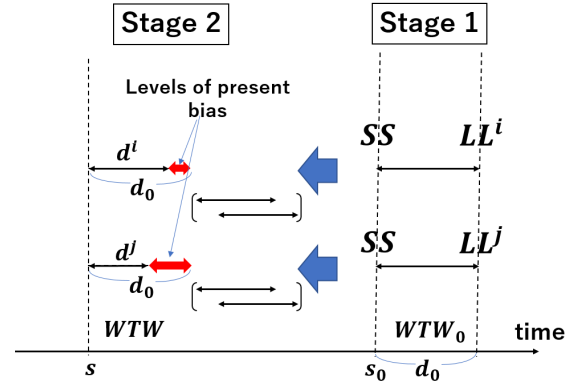 Stage 2
Stage 1
Levels of present
bias
d^i
d_0
SS
LL^i
d^j
d_0
SS
LL^j
WTW
WTW_0
time
s
s_0
d_0